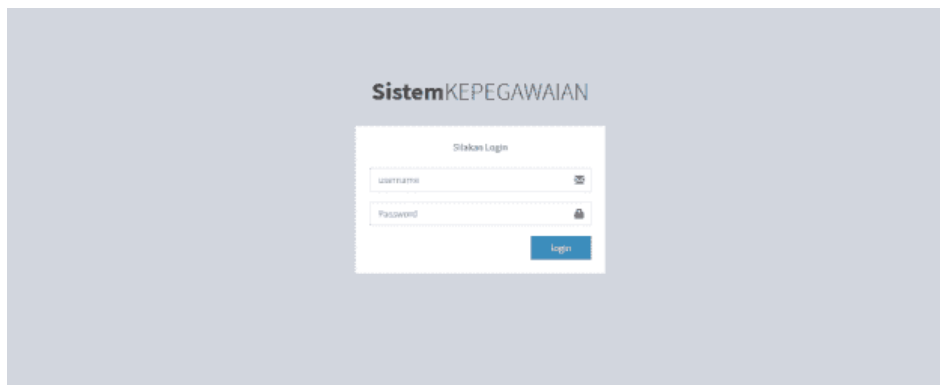 SistemKEPEGAWAIAN
Silakan Login
username
Password
login